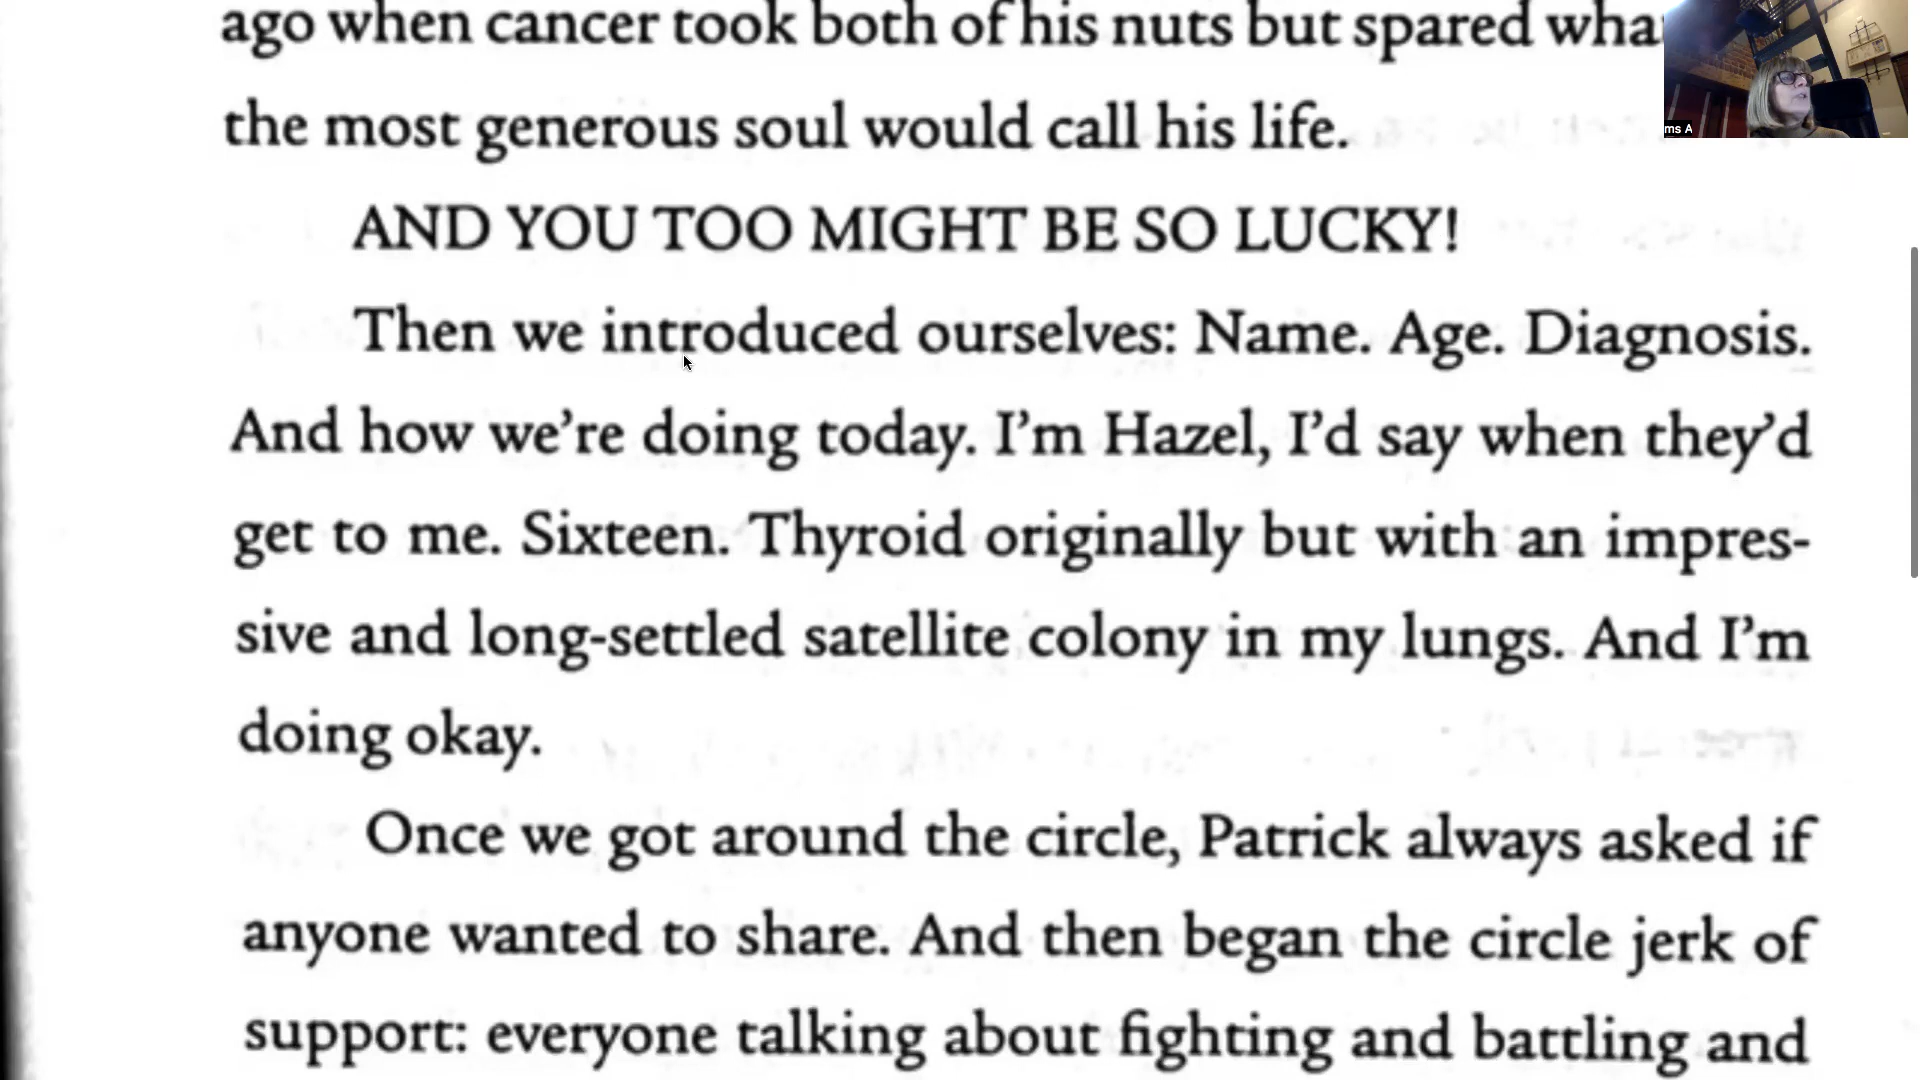 ago when cancer took both of his nuts but spared wha
the most generous soul would call his life.
AND YOU TOO MIGHT BE SO LUCKY!
Then we introduced ourselves: Name. Age. Diagnosis.
And how we’re doing today. I’m Hazel, I’d say when they’d
get to me. Sixteen. Thyroid originally but with an impres-
sive and long-settled satellite colony in my lungs. And I’m
doing okay.
Once we got around the circle, Patrick always asked if
anyone wanted to share. And then began the circle jerk of
support: everyone talking about fighting and battling and
ms A